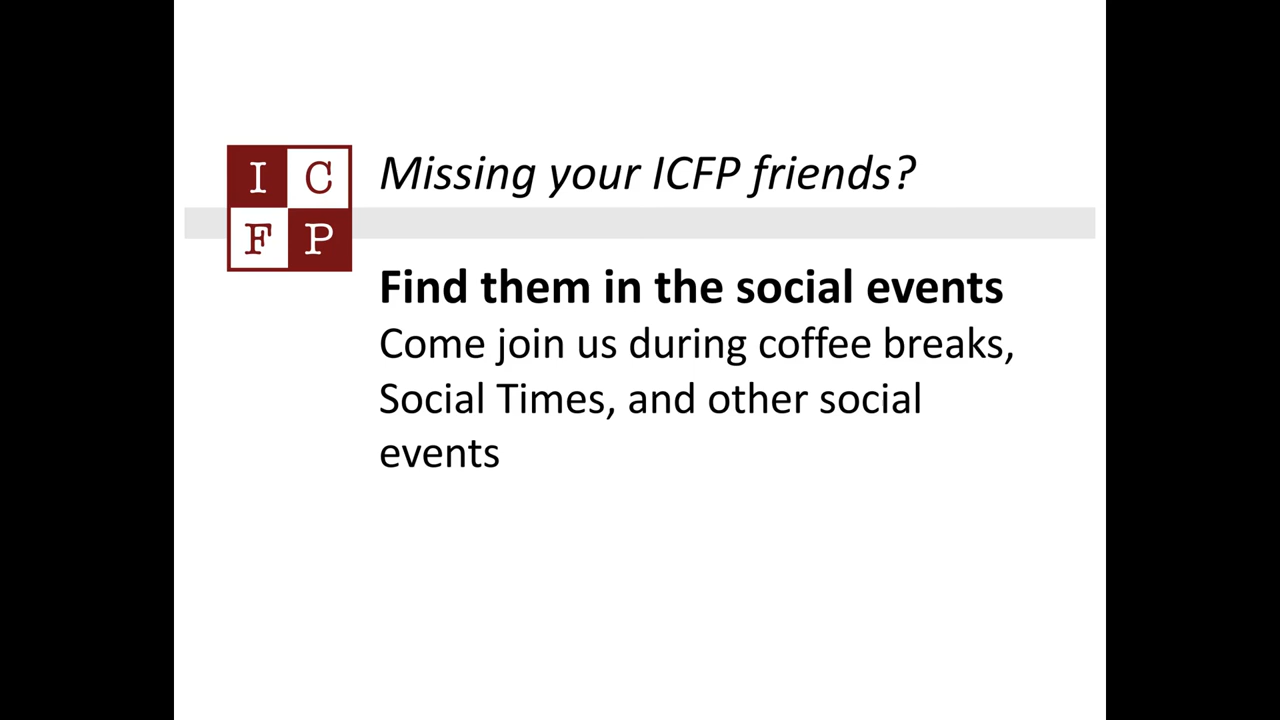 I C
F P
Missing your ICFP friends?
Find them in the social events
Come join us during coffee breaks,
Social Times, and other social
events